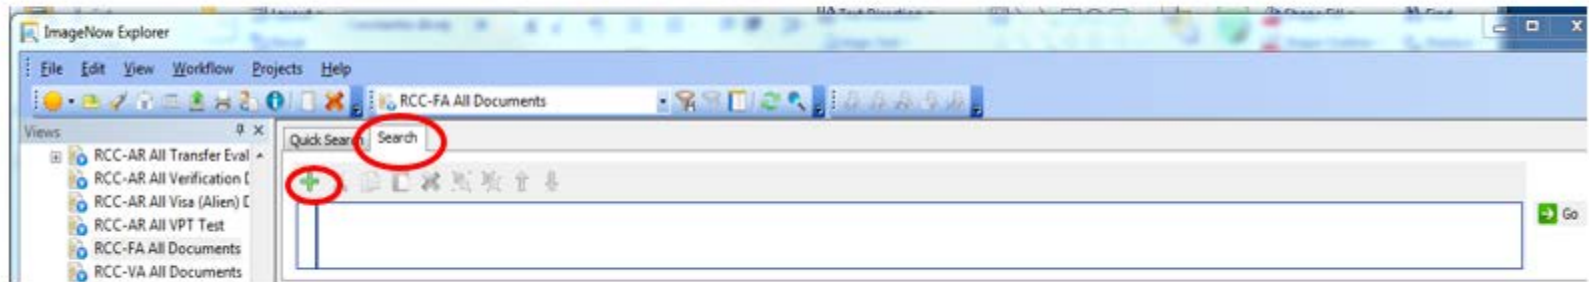 ImageNow Explorer
File Edit View Workflow Projects Help
RCC-FA All Documents
Views
Quick Search Search
RCC-AR All Transfer Eval
RCC-AR All Verification D
RCC-AR All Visa (Alien) D
RCC-AR All VPT Test
RCC-FA All Documents
RCC-VA All Documents
Go